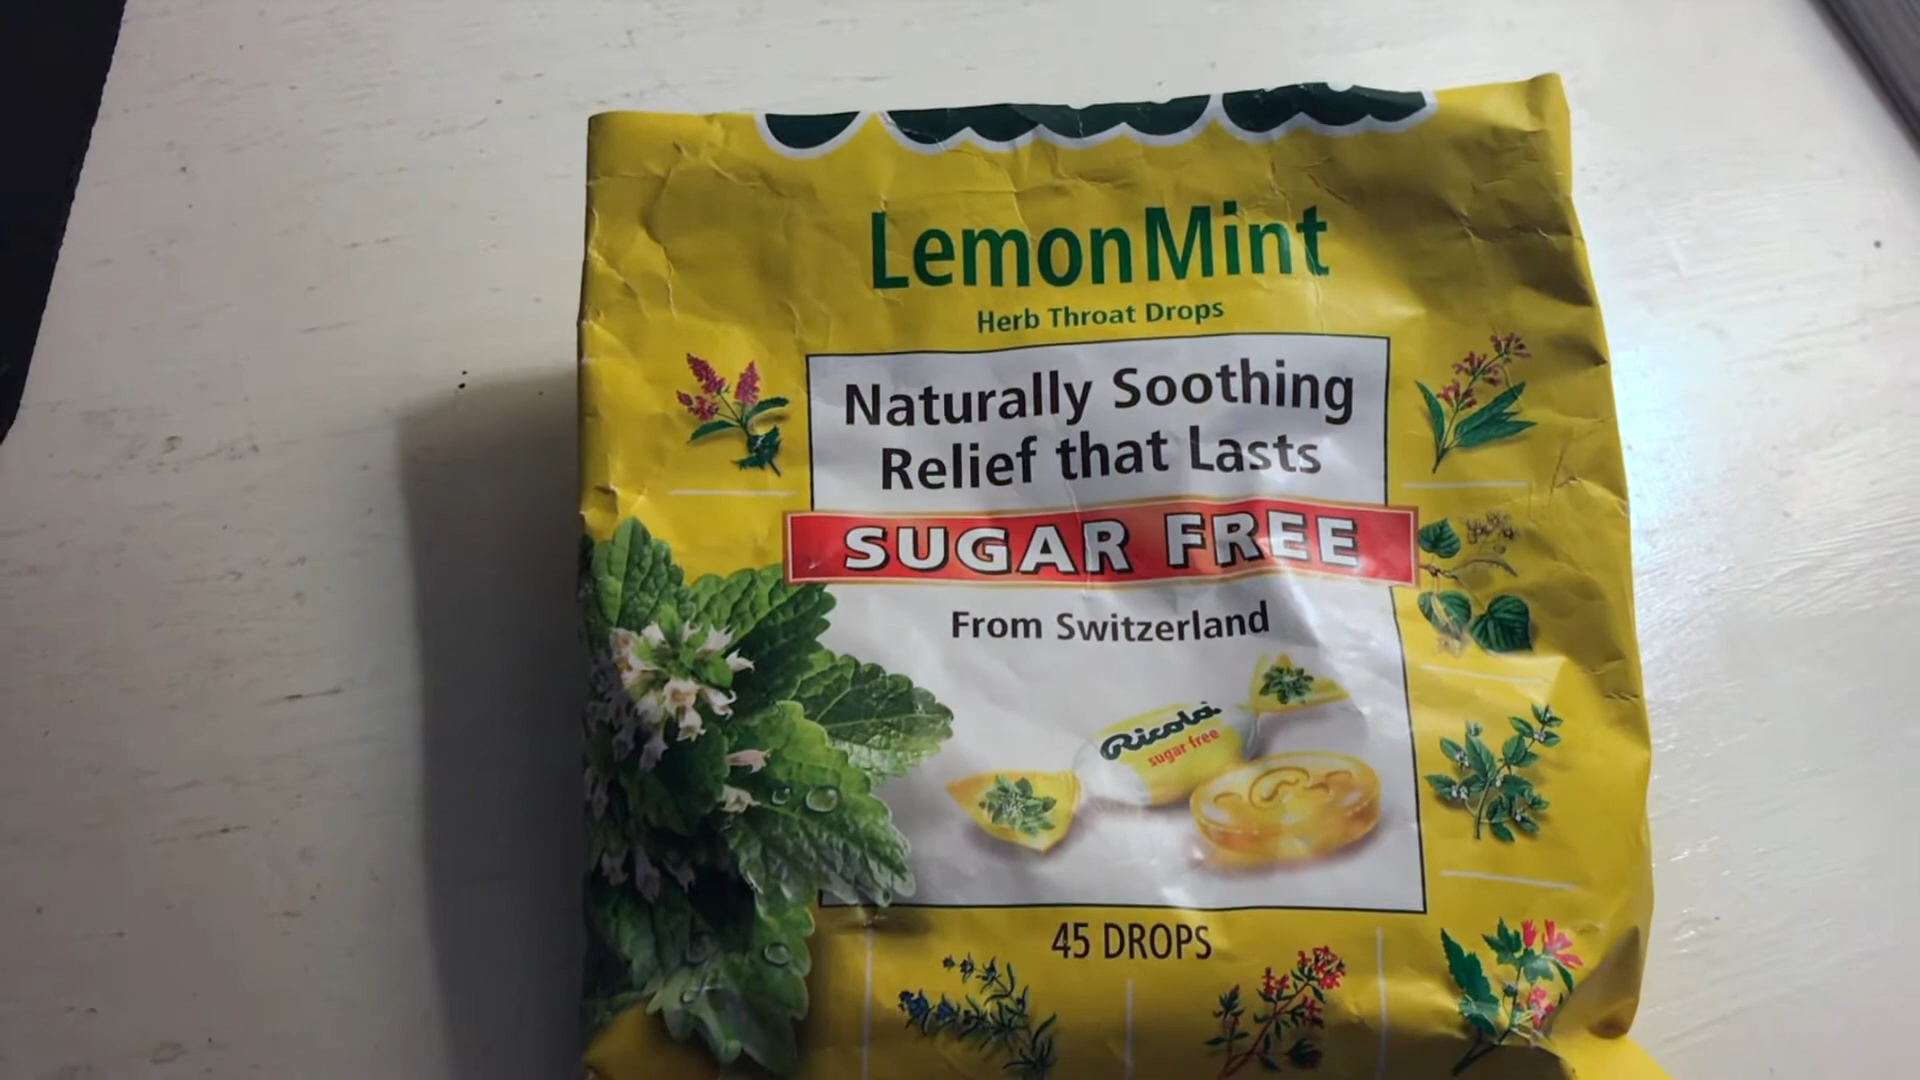 LemonMint
Herb Throat Drops
Naturally Soothing
Relief that Lasts
SUGAR FREE
From Switzerland
Ricola
sugar free
45 DROPS